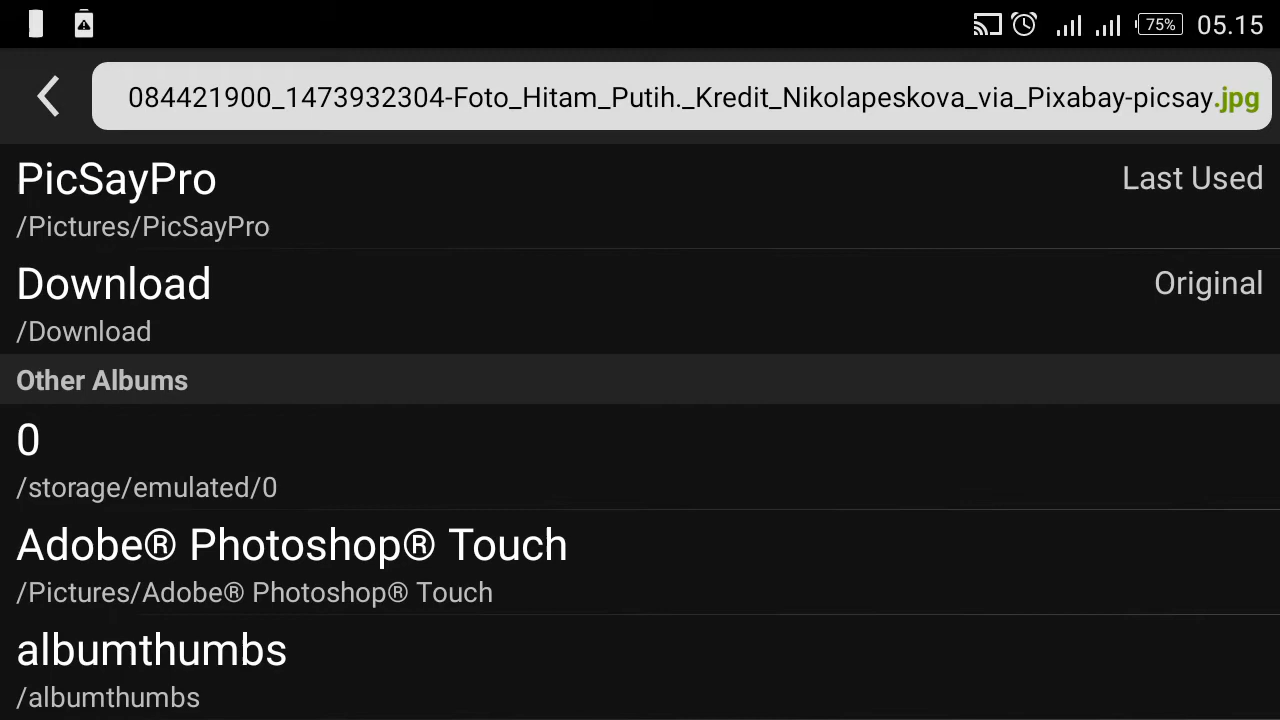 75% 05.15
084421900_1473932304-Foto_Hitam_Putih._Kredit_Nikolapeskova_via_Pixabay-picsay.jpg
PicSayPro Last Used
/Pictures/PicSayPro
Download Original
/Download
Other Albums
0
/storage/emulated/0
Adobe® Photoshop® Touch
/Pictures/Adobe® Photoshop® Touch
albumthumbs
/albumthumbs